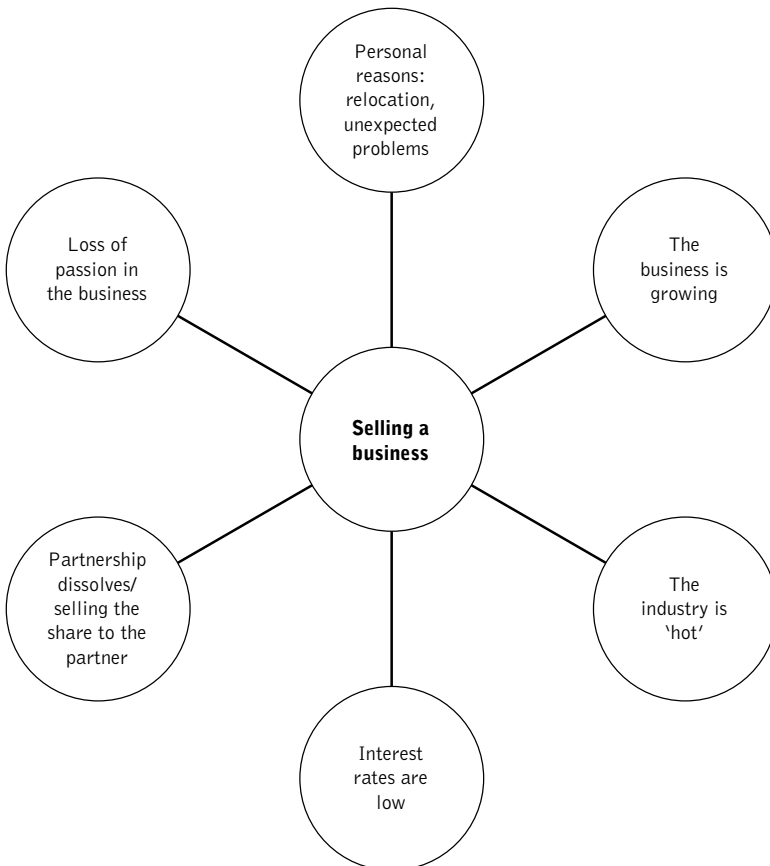 Personal
reasons:
relocation,
unexpected
problems
Loss of
passion in
the business
The
business is
growing
Selling a
business
Partnership
dissolves/
selling the
share to the
partner
The
industry is
‘hot’
Interest
rates are
low